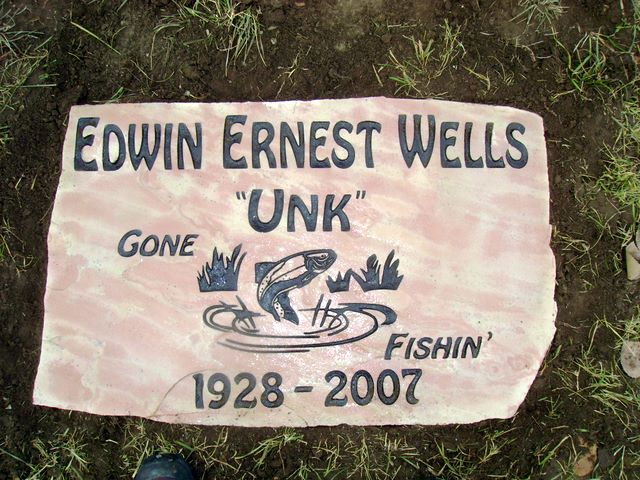 EDWIN ERNEST WELLS
"UNK"
GONE
FISHIN'
1928 - 2007